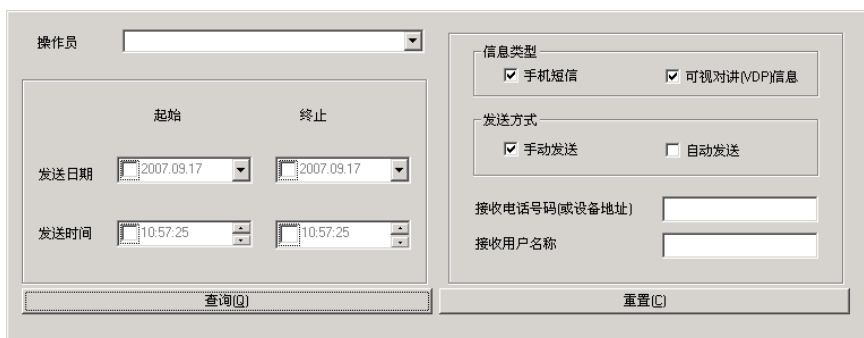 操作员
起始 终止
发送日期 2007.09.17 2007.09.17
发送时间 10:57:25 10:57:25
查询(Q)
信息类型
手机短信 可视对讲(VDP)信息
发送方式
手动发送 自动发送
接收电话号码(或设备地址)
接收用户名称
重置(C)